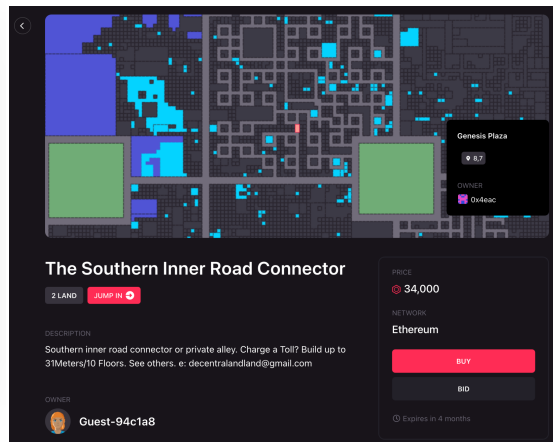 Genesis Plaza
8,7
OWNER
0x4eac
The Southern Inner Road Connector
2 LAND
JUMP IN
DESCRIPTION
Southern inner road connector or private alley. Charge a Toll? Build up to
31Meters/10 Floors. See others. e: decentralandland@gmail.com
OWNER
Guest-94c1a8
PRICE
34,000
NETWORK
Ethereum
BUY
BID
Expires in 4 months